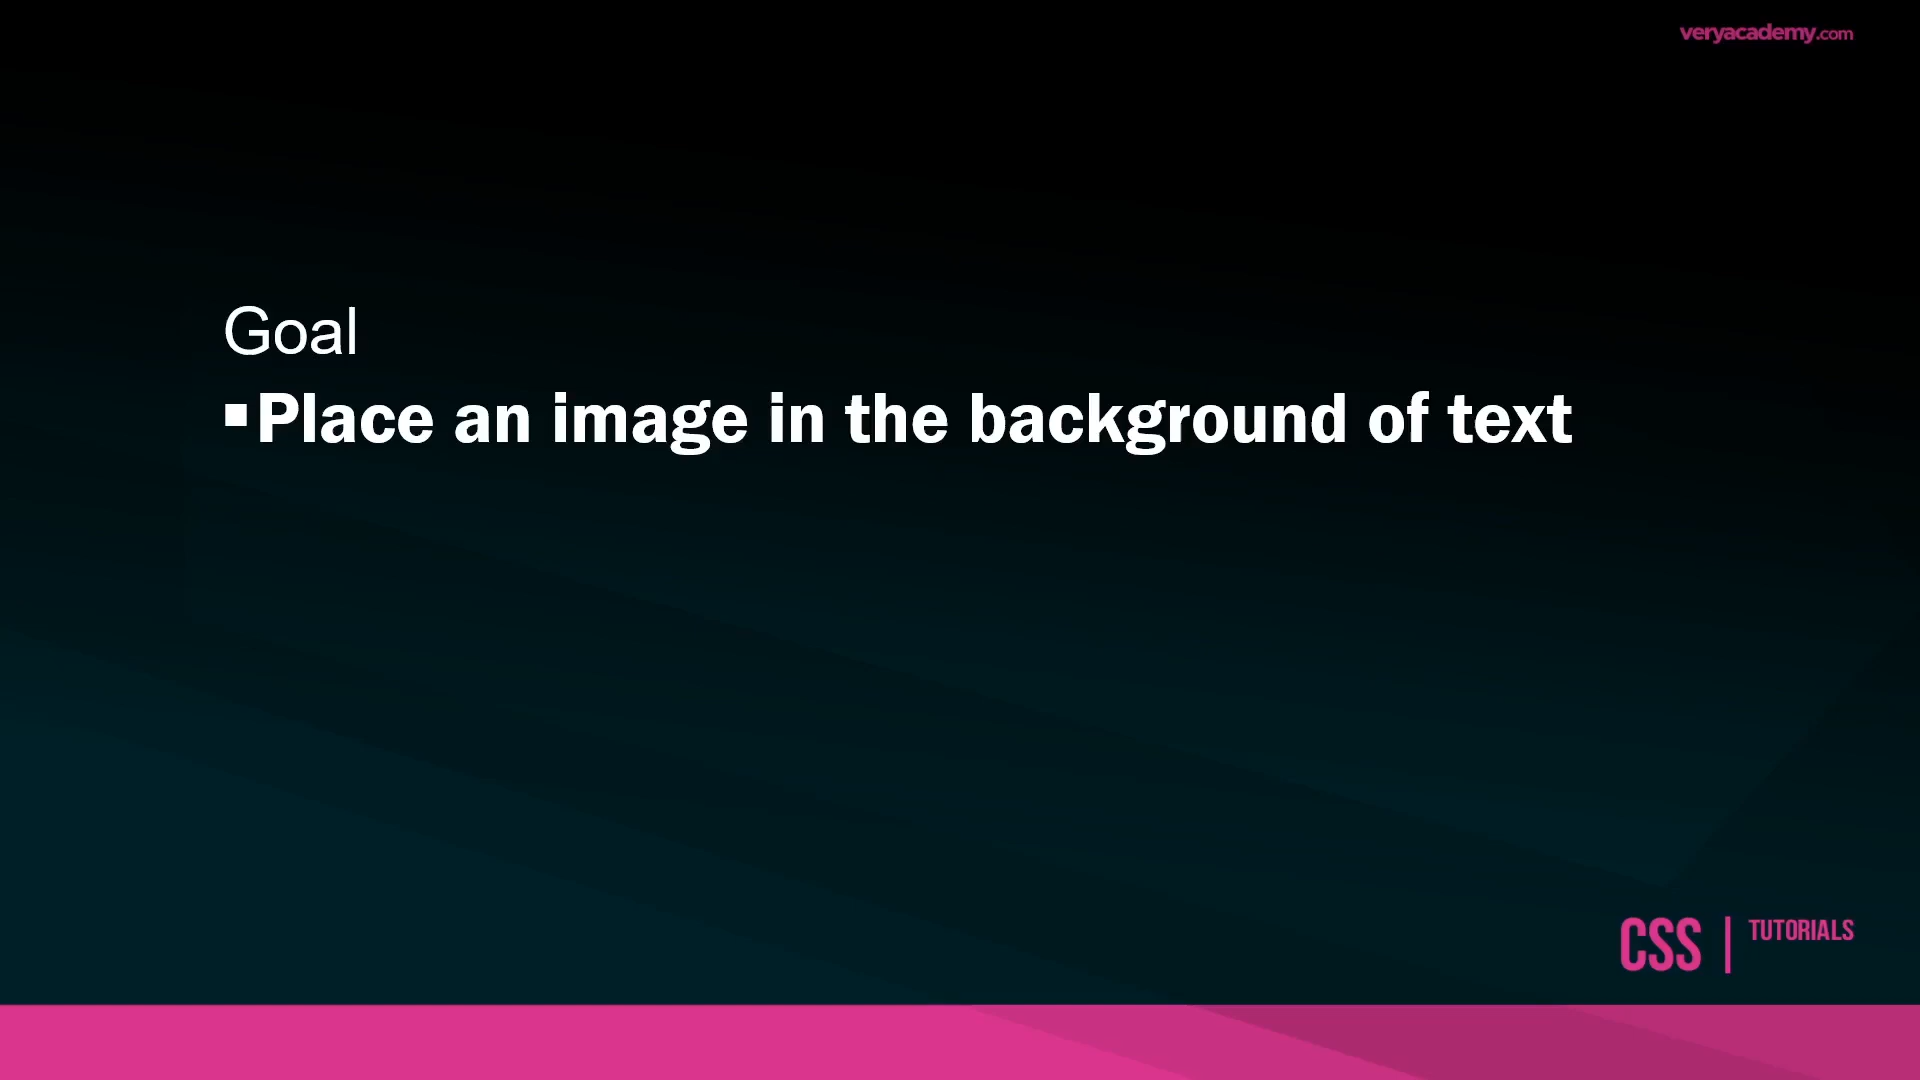 veryacademy.com
Goal
▪Place an image in the background of text
CSS | TUTORIALS